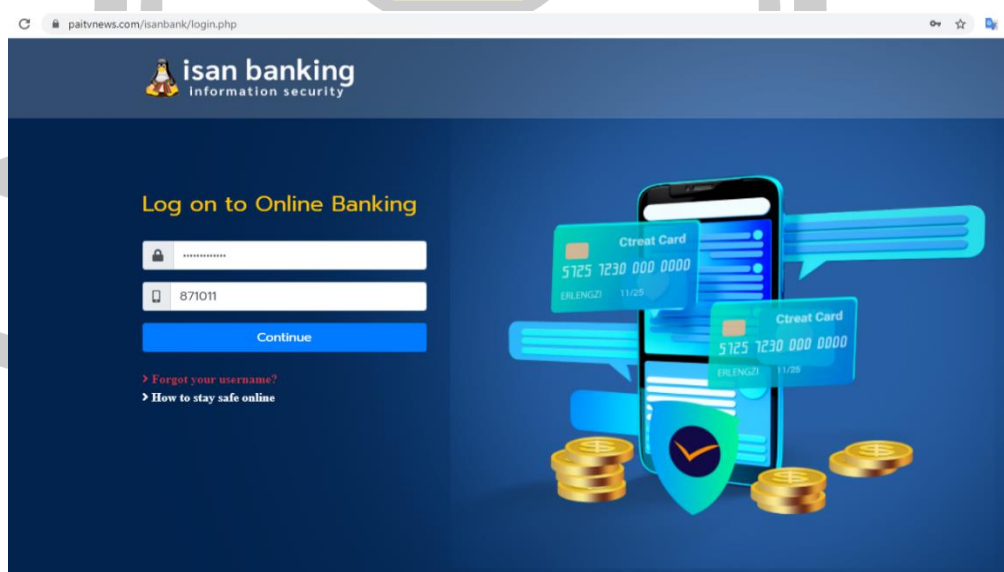 paitvnews.com/isanbank/login.php
isan banking
information security
Log on to Online Banking
•••••••••••••
871011
Continue
Forgot your username?
How to stay safe online
Ctreat Card
5725 7230 000 0000
ERLENGZI 11/25
Ctreat Card
5725 7230 000 0000
ERLENGZI 11/25